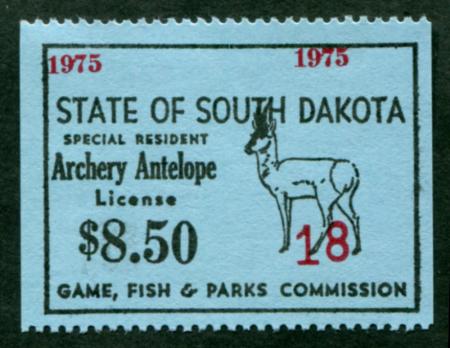 1975 1975
STATE OF SOUTH DAKOTA
SPECIAL RESIDENT
Archery Antelope
License
$8.50
18
GAME, FISH & PARKS COMMISSION